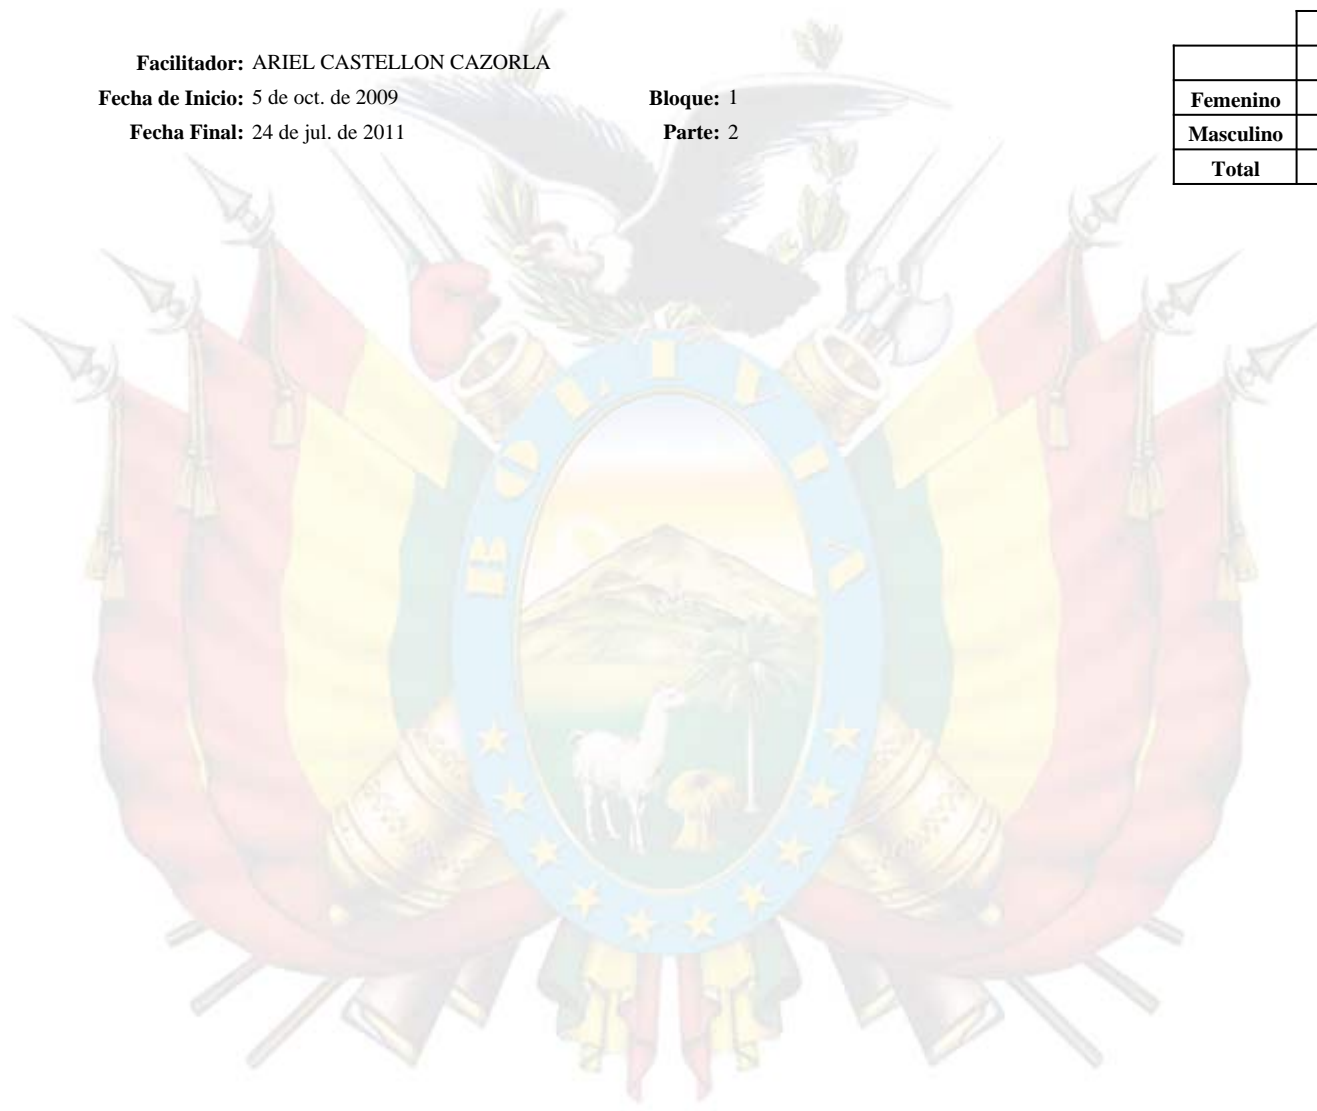 Facilitador: ARIEL CASTELLON CAZORLA
Fecha de Inicio: 5 de oct. de 2009 Bloque: 1
Fecha Final: 24 de jul. de 2011 Parte: 2
Femenino
Masculino
Total
BOLIVIA